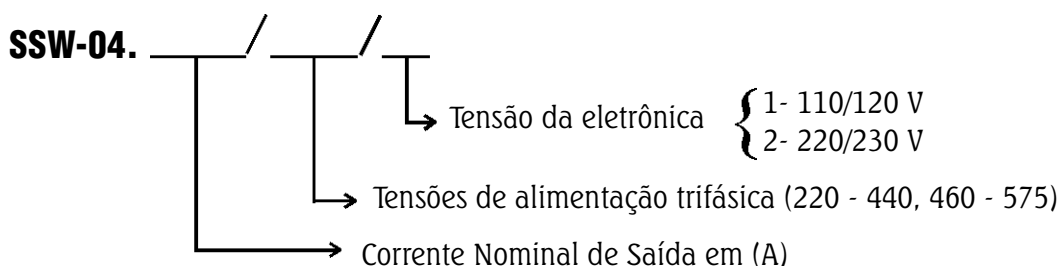 SSW-04. ____/____/____
Tensão da eletrônica { 1- 110/120 V
2- 220/230 V
Tensões de alimentação trifásica (220 - 440, 460 - 575)
Corrente Nominal de Saída em (A)